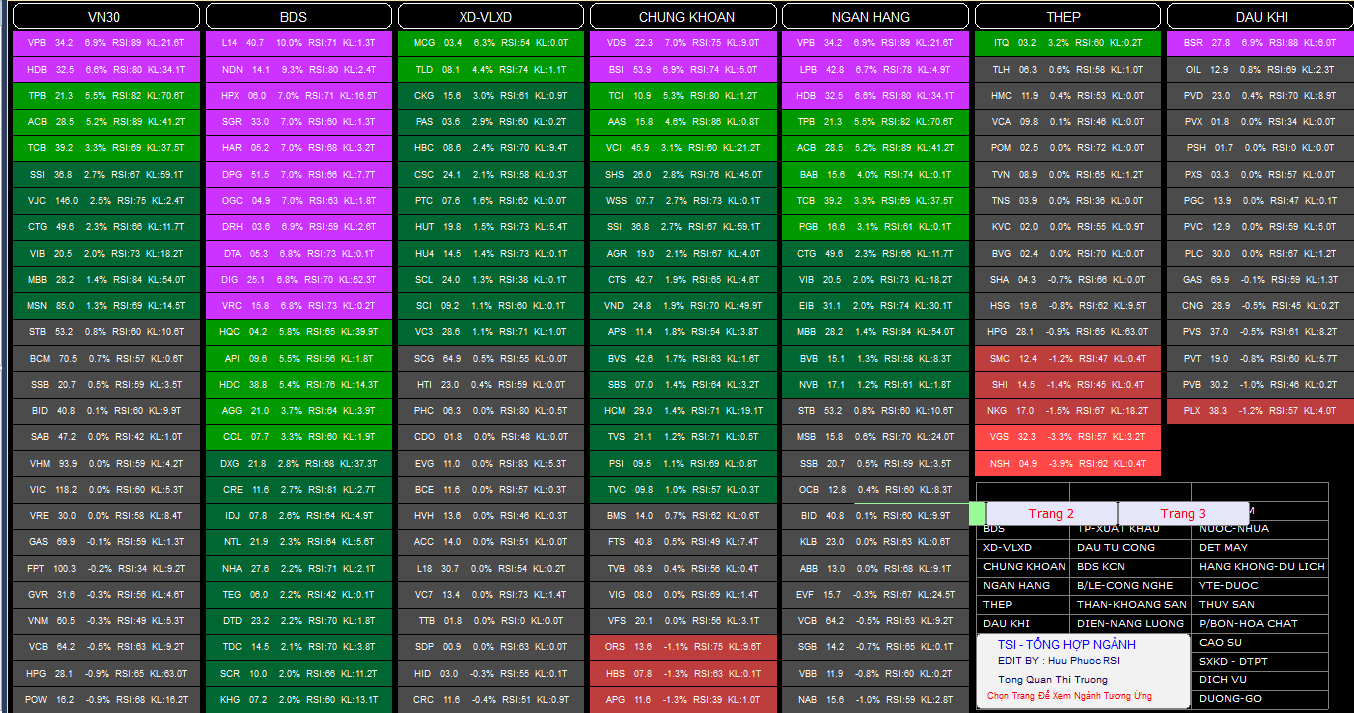 VN30
VPB 34.2 6.9% RSI:89 KL:21.6T
HDB 32.5 6.6% RSI:80 KL:34.1T
TPB 21.3 5.5% RSI:82 KL:70.6T
ACB 28.5 5.2% RSI:89 KL:41.2T
TCB 39.2 3.3% RSI:69 KL:37.5T
SSI 36.8 2.7% RSI:67 KL:59.1T
VJC 146.0 2.5% RSI:75 KL:2.4T
CTG 49.6 2.3% RSI:66 KL:11.7T
VIB 20.5 2.0% RSI:73 KL:18.2T
MBB 28.2 1.4% RSI:84 KL:54.0T
MSN 85.0 1.3% RSI:69 KL:14.5T
STB 53.2 0.8% RSI:60 KL:10.6T
BCM 70.5 0.7% RSI:57 KL:0.6T
SSB 20.7 0.5% RSI:59 KL:3.5T
BID 40.8 0.1% RSI:60 KL:9.9T
SAB 47.2 0.0% RSI:42 KL:1.0T
VHM 93.9 0.0% RSI:59 KL:4.2T
VIC 118.2 0.0% RSI:60 KL:5.3T
VRE 30.0 0.0% RSI:58 KL:8.4T
GAS 69.9 -0.1% RSI:59 KL:1.3T
FPT 100.3 -0.2% RSI:34 KL:9.2T
GVR 31.6 -0.3% RSI:56 KL:4.6T
VNM 60.5 -0.3% RSI:49 KL:5.3T
VCB 64.2 -0.5% RSI:63 KL:9.2T
HPG 28.1 -0.9% RSI:65 KL:63.0T
POW 16.2 -0.9% RSI:68 KL:16.2T
BDS
L14 40.7 10.0% RSI:71 KL:1.3T
NDN 14.1 9.3% RSI:80 KL:2.4T
HPX 06.0 7.0% RSI:71 KL:16.5T
SGR 33.0 7.0% RSI:60 KL:1.3T
HAR 05.2 7.0% RSI:68 KL:3.2T
DPG 51.5 7.0% RSI:66 KL:7.7T
OGC 04.9 7.0% RSI:63 KL:1.8T
DRH 03.6 6.9% RSI:59 KL:2.6T
DTA 05.3 6.8% RSI:73 KL:0.1T
DIG 25.1 6.8% RSI:70 KL:52.3T
VRC 15.8 6.8% RSI:73 KL:0.2T
HQC 04.2 5.8% RSI:65 KL:39.9T
API 09.6 5.5% RSI:56 KL:1.8T
HDC 38.8 5.4% RSI:76 KL:14.3T
AGG 21.0 3.7% RSI:64 KL:3.9T
CCL 07.7 3.3% RSI:60 KL:1.9T
DXG 21.8 2.8% RSI:68 KL:37.3T
CRE 11.6 2.7% RSI:81 KL:2.7T
IDJ 07.8 2.6% RSI:64 KL:4.9T
NTL 21.9 2.3% RSI:64 KL:5.6T
NHA 27.6 2.2% RSI:71 KL:2.1T
TEG 06.0 2.2% RSI:42 KL:0.1T
DTD 23.2 2.2% RSI:70 KL:1.8T
TDC 14.5 2.1% RSI:70 KL:3.8T
SCR 10.0 2.0% RSI:66 KL:11.2T
KHG 07.2 2.0% RSI:60 KL:13.1T
XD-VLXD
MCG 03.4 6.3% RSI:54 KL:0.0T
TLD 08.1 4.4% RSI:74 KL:1.1T
CKG 15.6 3.0% RSI:61 KL:0.9T
PAS 03.6 2.9% RSI:60 KL:0.2T
HBC 08.6 2.4% RSI:70 KL:9.4T
CSC 24.1 2.1% RSI:58 KL:0.3T
PTC 07.6 1.6% RSI:62 KL:0.0T
HUT 19.8 1.5% RSI:73 KL:5.4T
HU4 14.5 1.4% RSI:73 KL:0.1T
SCL 24.0 1.3% RSI:38 KL:0.1T
SCI 09.2 1.1% RSI:60 KL:0.1T
VC3 28.6 1.1% RSI:71 KL:1.0T
SCG 64.9 0.5% RSI:55 KL:0.0T
HTI 23.0 0.4% RSI:59 KL:0.0T
PHC 06.3 0.0% RSI:80 KL:0.5T
CDO 01.8 0.0% RSI:48 KL:0.0T
EVG 11.0 0.0% RSI:83 KL:5.3T
BCE 11.6 0.0% RSI:57 KL:0.3T
HVH 13.6 0.0% RSI:46 KL:0.3T
ACC 14.0 0.0% RSI:51 KL:0.0T
L18 30.7 0.0% RSI:54 KL:0.2T
VC7 13.4 0.0% RSI:73 KL:1.4T
TTB 01.8 0.0% RSI:0 KL:0.0T
SDP 00.9 0.0% RSI:63 KL:0.0T
HID 03.0 -0.3% RSI:55 KL:0.1T
CRC 11.6 -0.4% RSI:51 KL:0.9T
CHUNG KHOAN
VDS 22.3 7.0% RSI:75 KL:9.0T
BSI 53.9 6.9% RSI:74 KL:5.0T
TCI 10.9 5.3% RSI:80 KL:1.2T
AAS 15.8 4.6% RSI:86 KL:0.8T
VCI 45.9 3.1% RSI:60 KL:21.2T
SHS 26.0 2.8% RSI:76 KL:45.0T
WSS 07.7 2.7% RSI:73 KL:0.1T
SSI 36.8 2.7% RSI:67 KL:59.1T
AGR 19.0 2.1% RSI:67 KL:4.0T
CTS 42.7 1.9% RSI:65 KL:4.6T
VND 24.8 1.9% RSI:70 KL:49.9T
APS 11.4 1.8% RSI:54 KL:3.8T
BVS 42.6 1.7% RSI:63 KL:1.6T
SBS 07.0 1.4% RSI:64 KL:3.2T
HCM 29.0 1.4% RSI:71 KL:19.1T
TVS 21.1 1.2% RSI:71 KL:0.5T
PSI 09.5 1.1% RSI:69 KL:0.8T
TVC 09.8 1.0% RSI:57 KL:0.3T
BMS 14.0 0.7% RSI:62 KL:0.6T
FTS 40.8 0.5% RSI:49 KL:7.4T
TVB 08.9 0.4% RSI:56 KL:0.4T
VIG 08.0 0.0% RSI:69 KL:1.4T
VFS 20.1 0.0% RSI:56 KL:3.1T
ORS 13.6 -1.1% RSI:75 KL:9.6T
HBS 07.8 -1.3% RSI:63 KL:0.1T
APG 11.6 -1.3% RSI:39 KL:1.0T
NGAN HANG
VPB 34.2 6.9% RSI:89 KL:21.6T
LPB 42.8 6.7% RSI:78 KL:4.9T
HDB 32.5 6.6% RSI:80 KL:34.1T
TPB 21.3 5.5% RSI:82 KL:70.6T
ACB 28.5 5.2% RSI:89 KL:41.2T
BAB 15.6 4.0% RSI:74 KL:0.1T
TCB 39.2 3.3% RSI:69 KL:37.5T
PGB 16.6 3.1% RSI:61 KL:0.1T
CTG 49.6 2.3% RSI:66 KL:11.7T
VIB 20.5 2.0% RSI:73 KL:18.2T
EIB 31.1 2.0% RSI:74 KL:30.1T
MBB 28.2 1.4% RSI:84 KL:54.0T
BVB 15.1 1.3% RSI:58 KL:8.3T
NVB 17.1 1.2% RSI:61 KL:1.8T
STB 53.2 0.8% RSI:60 KL:10.6T
MSB 15.8 0.6% RSI:70 KL:24.0T
SSB 20.7 0.5% RSI:59 KL:3.5T
OCB 12.8 0.4% RSI:60 KL:8.3T
BID 40.8 0.1% RSI:60 KL:9.9T
KLB 23.0 0.0% RSI:63 KL:0.6T
ABB 13.0 0.0% RSI:68 KL:9.1T
EVF 15.7 -0.3% RSI:67 KL:24.5T
VCB 64.2 -0.5% RSI:63 KL:9.2T
SGB 14.2 -0.7% RSI:65 KL:0.1T
VBB 11.9 -0.8% RSI:60 KL:0.2T
NAB 15.6 -1.0% RSI:59 KL:2.8T
THEP
ITQ 03.2 3.2% RSI:60 KL:0.2T
TLH 06.3 0.6% RSI:58 KL:1.0T
HMC 11.9 0.4% RSI:53 KL:0.0T
VCA 09.8 0.1% RSI:46 KL:0.0T
POM 02.5 0.0% RSI:72 KL:0.0T
TVN 08.9 0.0% RSI:65 KL:1.2T
TNS 03.9 0.0% RSI:36 KL:0.0T
KVC 02.0 0.0% RSI:55 KL:0.9T
BVG 02.4 0.0% RSI:70 KL:0.0T
SHA 04.3 -0.7% RSI:66 KL:0.0T
HSG 19.6 -0.8% RSI:62 KL:9.5T
HPG 28.1 -0.9% RSI:65 KL:63.0T
SMC 12.4 -1.2% RSI:47 KL:0.4T
SHI 14.5 -1.4% RSI:45 KL:0.4T
NKG 17.0 -1.5% RSI:67 KL:18.2T
VGS 32.3 -3.3% RSI:57 KL:3.2T
NSH 04.9 -3.9% RSI:62 KL:0.4T
DAU KHI
BSR 27.8 6.9% RSI:88 KL:6.0T
OIL 12.9 0.8% RSI:69 KL:2.3T
PVD 23.0 0.4% RSI:70 KL:8.9T
PVX 01.8 0.0% RSI:34 KL:0.0T
PSH 01.7 0.0% RSI:0 KL:0.0T
PXS 03.3 0.0% RSI:57 KL:0.0T
PGC 13.9 0.0% RSI:47 KL:0.1T
PVC 12.9 0.0% RSI:59 KL:5.0T
PLC 30.0 0.0% RSI:67 KL:1.2T
GAS 69.9 -0.1% RSI:59 KL:1.3T
CNG 28.9 -0.5% RSI:45 KL:0.2T
PVS 37.0 -0.5% RSI:61 KL:8.2T
PVT 19.0 -0.8% RSI:60 KL:5.7T
PVB 30.2 -1.0% RSI:46 KL:0.2T
PLX 38.3 -1.2% RSI:57 KL:4.0T
Trang 2 Trang 3
BDS TP-XUAT KHAU NUOC-NHUA
XD-VLXD DAU TU CONG DET MAY
CHUNG KHOAN BDS KCN HANG KHONG-DU LICH
NGAN HANG B/LE-CONG NGHE YTE-DUOC
THEP THAN-KHOANG SAN THUY SAN
DAU KHI DIEN-NANG LUONG P/BON-HOA CHAT
CAO SU
SXKD - DTPT
DICH VU
DUONG-GO
TSI - TỔNG HỢP NGÀNH
EDIT BY : Huu Phuoc RSI
Tong Quan Thi Truong
Chọn Trang Để Xem Ngành Tương Ứng